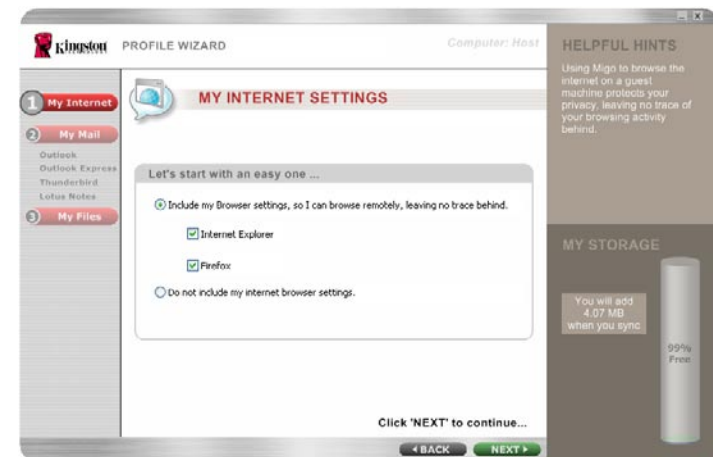 Kingston
TECHNOLOGY
PROFILE WIZARD
Computer: Host
1 My Internet
2 My Mail
Outlook
Outlook Express
Thunderbird
Lotus Notes
3 My Files
MY INTERNET SETTINGS
Let's start with an easy one ...
Include my Browser settings, so I can browse remotely, leaving no trace behind.
Internet Explorer
Firefox
Do not include my internet browser settings.
Click 'NEXT' to continue...
BACK NEXT
HELPFUL HINTS
Using Migo to browse the
internet on a guest
machine protects your
privacy, leaving no trace of
your browsing activity
behind.
MY STORAGE
You will add
4.07 MB
when you sync
99%
Free